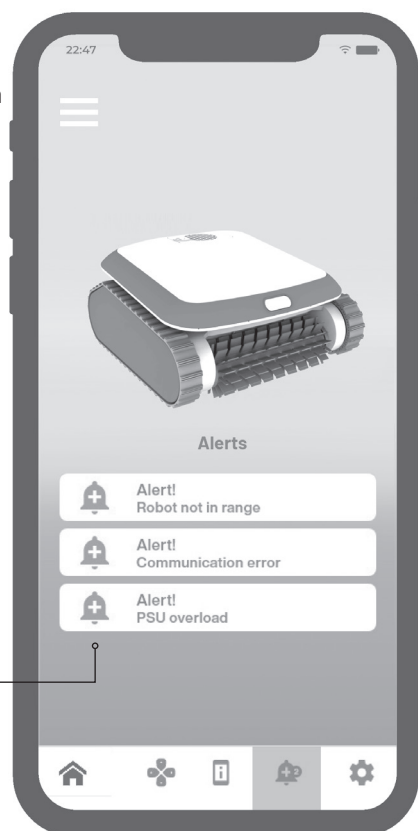 22:47
Alerts
Alert!
Robot not in range
Alert!
Communication error
Alert!
PSU overload